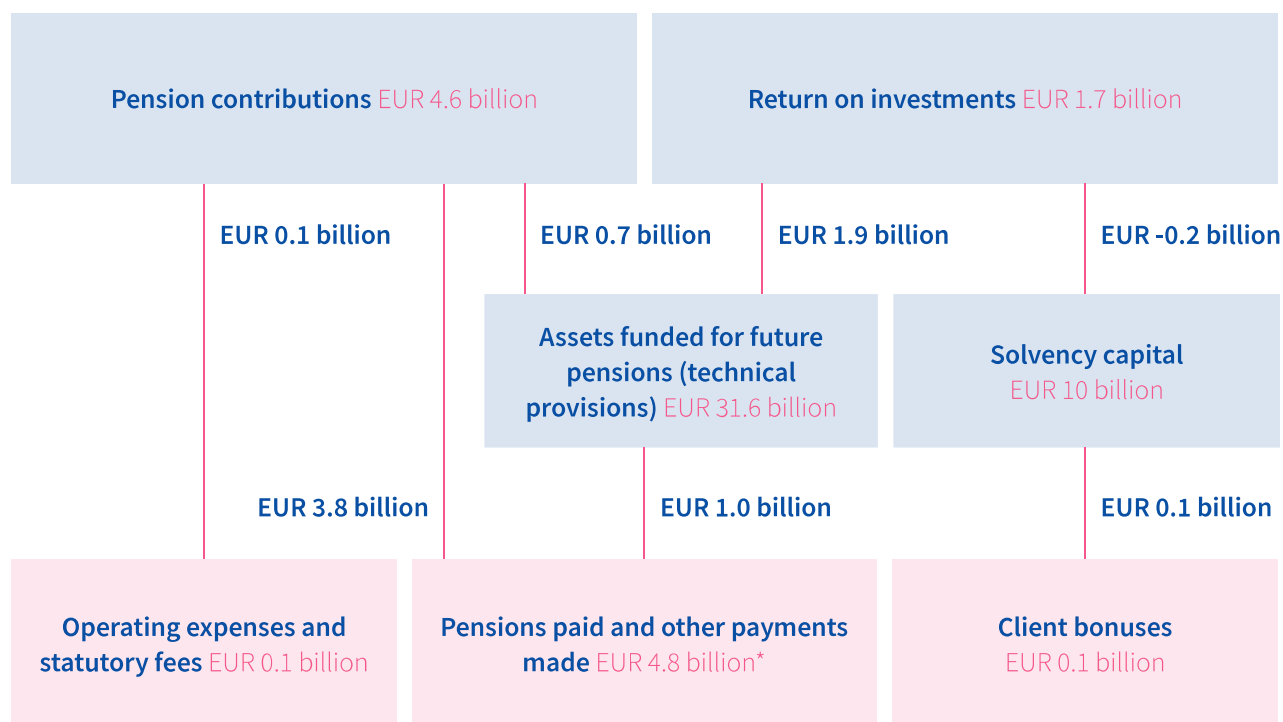 Pension contributions EUR 4.6 billion
Return on investments EUR 1.7 billion
EUR 0.1 billion
EUR 0.7 billion
EUR 1.9 billion
EUR -0.2 billion
Assets funded for future
pensions (technical
provisions) EUR 31.6 billion
Solvency capital
EUR 10 billion
EUR 3.8 billion
EUR 1.0 billion
EUR 0.1 billion
Operating expenses and
statutory fees EUR 0.1 billion
Pensions paid and other payments
made EUR 4.8 billion*
Client bonuses
EUR 0.1 billion